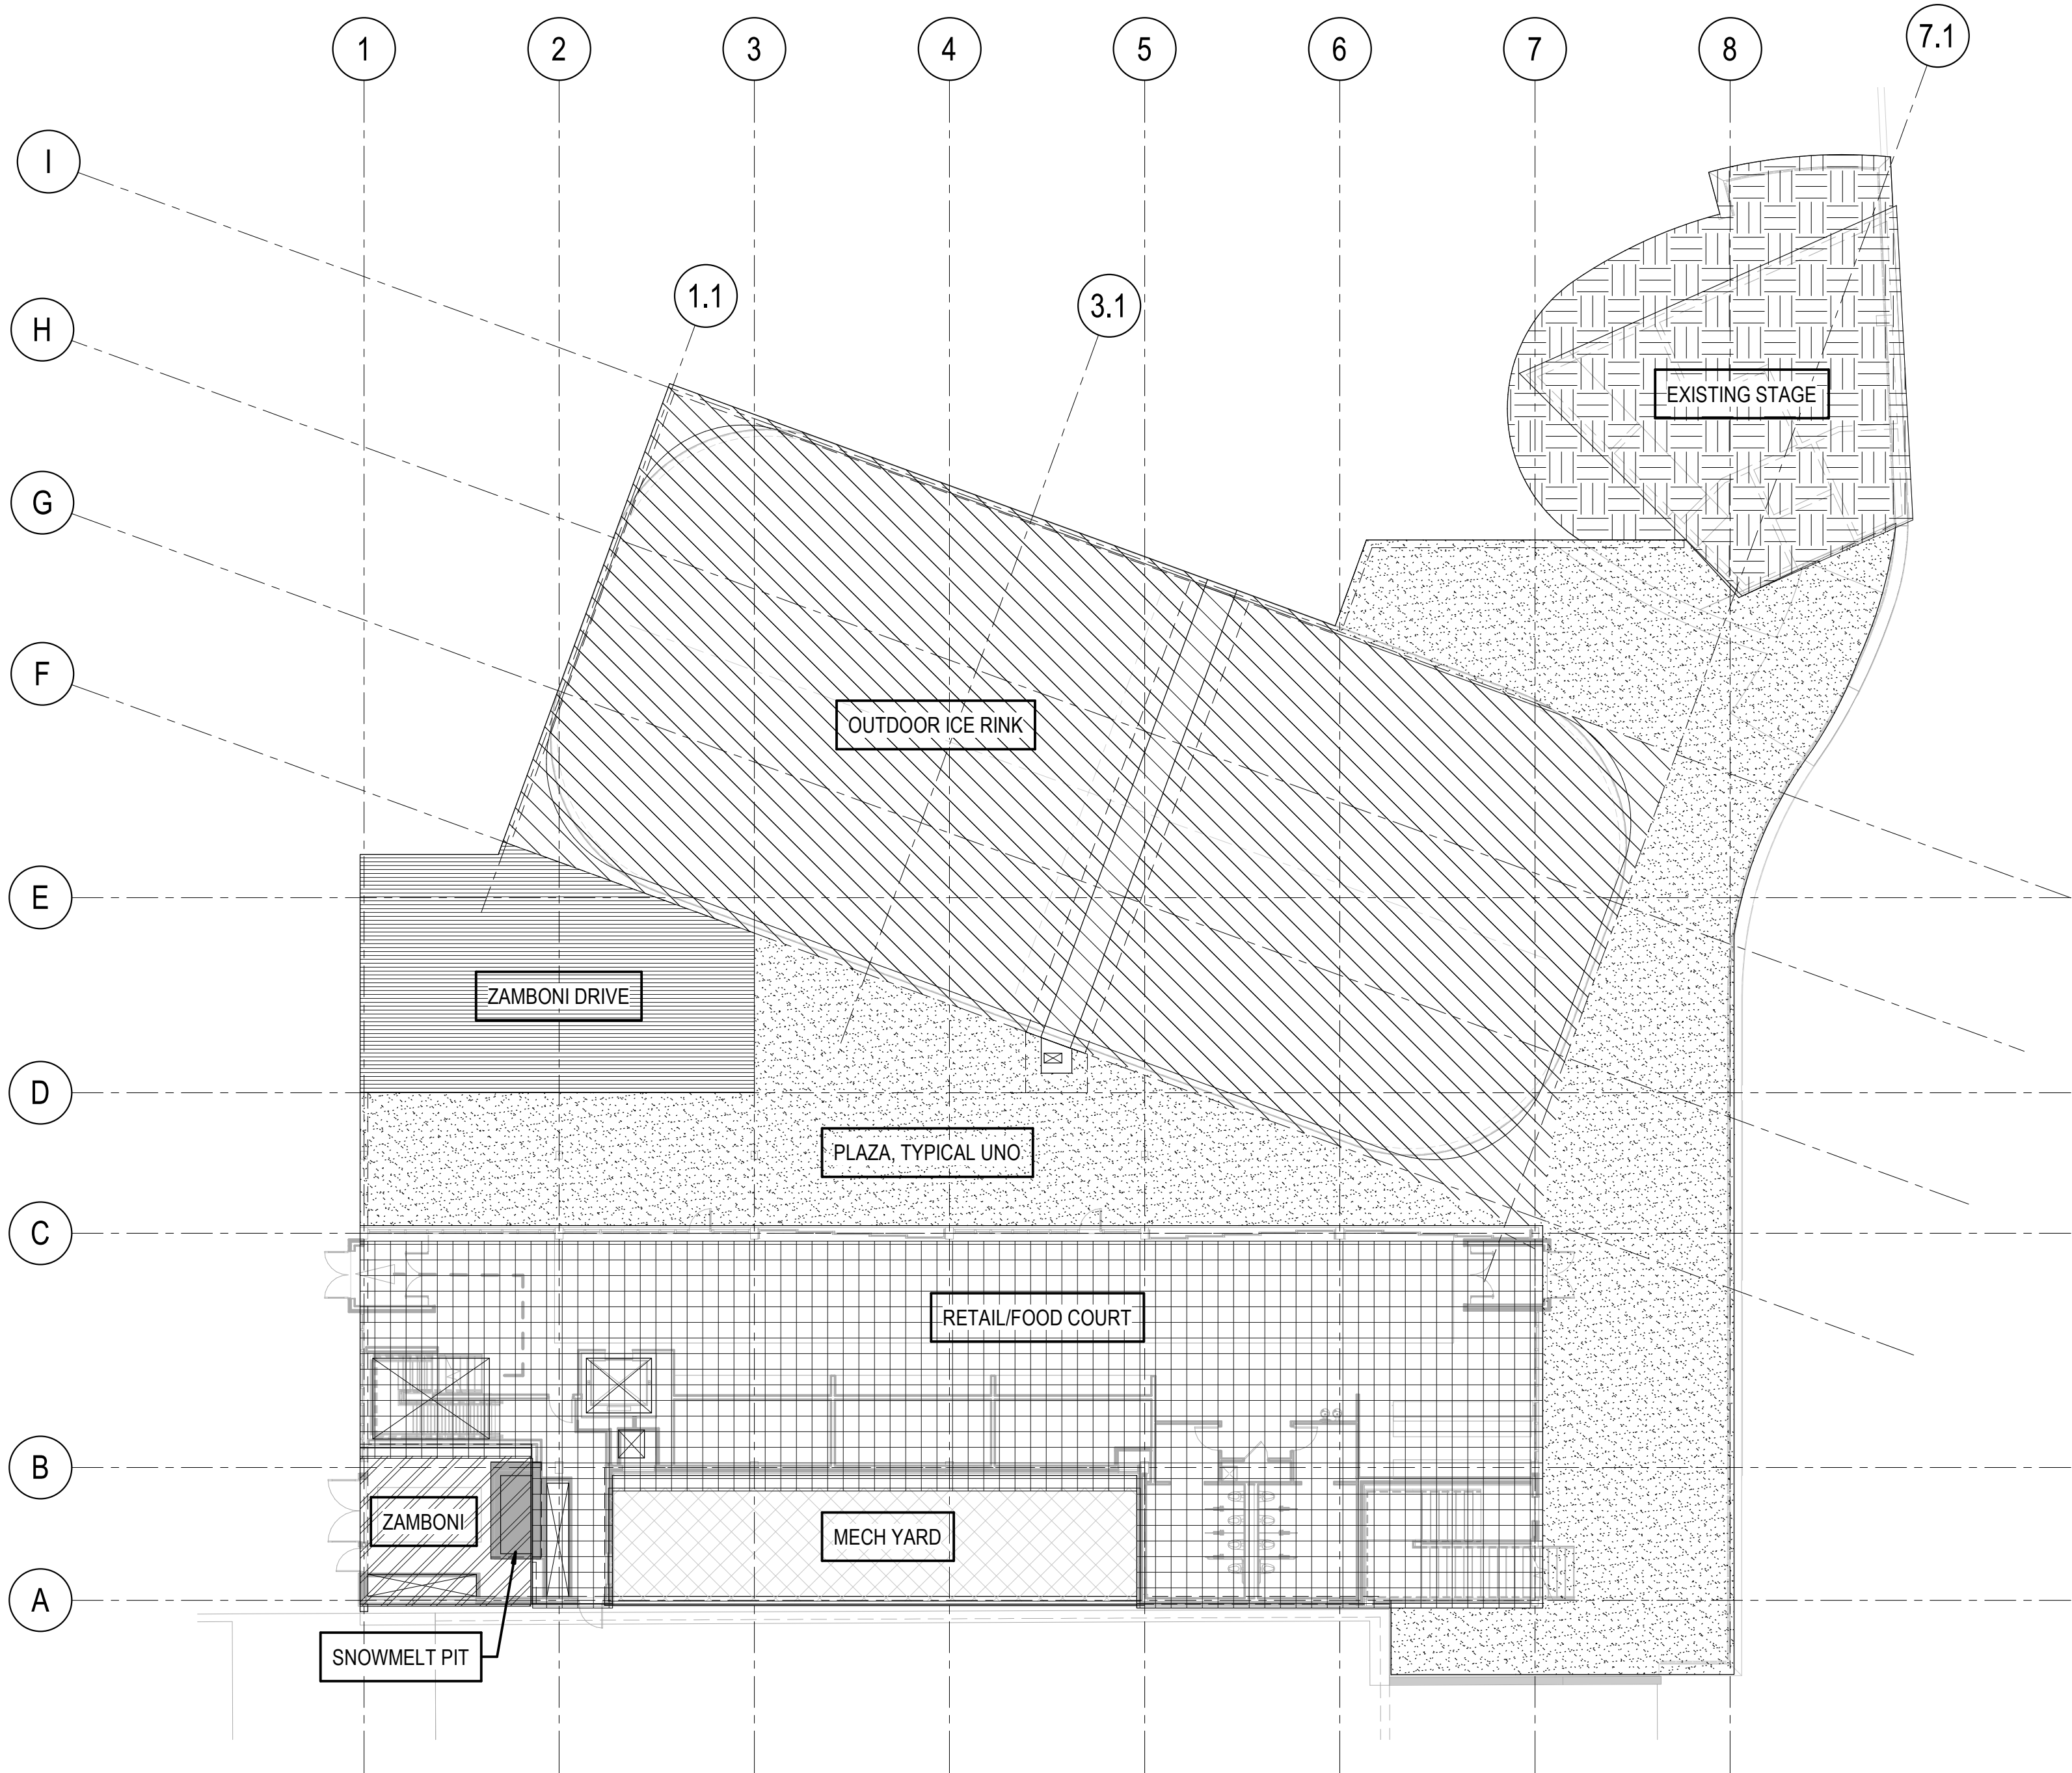 1
2
3
4
5
6
7
8
7.1
I
H
1.1
3.1
EXISTING STAGE
G
F
OUTDOOR ICE RINK
E
ZAMBONI DRIVE
D
PLAZA, TYPICAL UNO
C
RETAIL/FOOD COURT
B
ZAMBONI
MECH YARD
A
SNOWMELT PIT